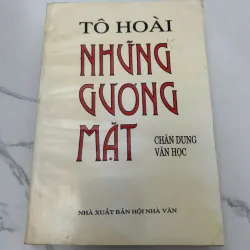 TÔ HOÀI
NHỮNG
GƯƠNG
MẶT
CHÂN DUNG
VĂN HỌC
NHÀ XUẤT BẢN HỘI NHÀ VĂN